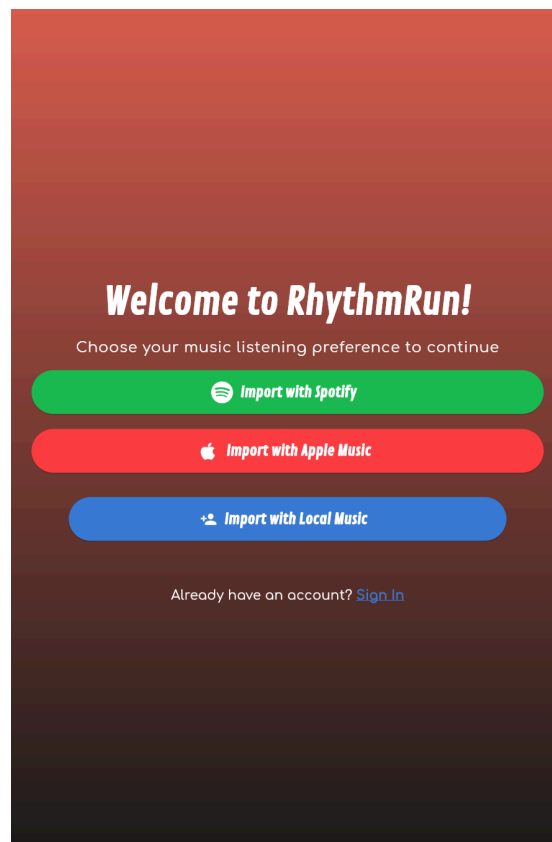 Welcome to RhythmRun!
Choose your music listening preference to continue
Import with Spotify
Import with Apple Music
Import with Local Music
Already have an account? Sign In